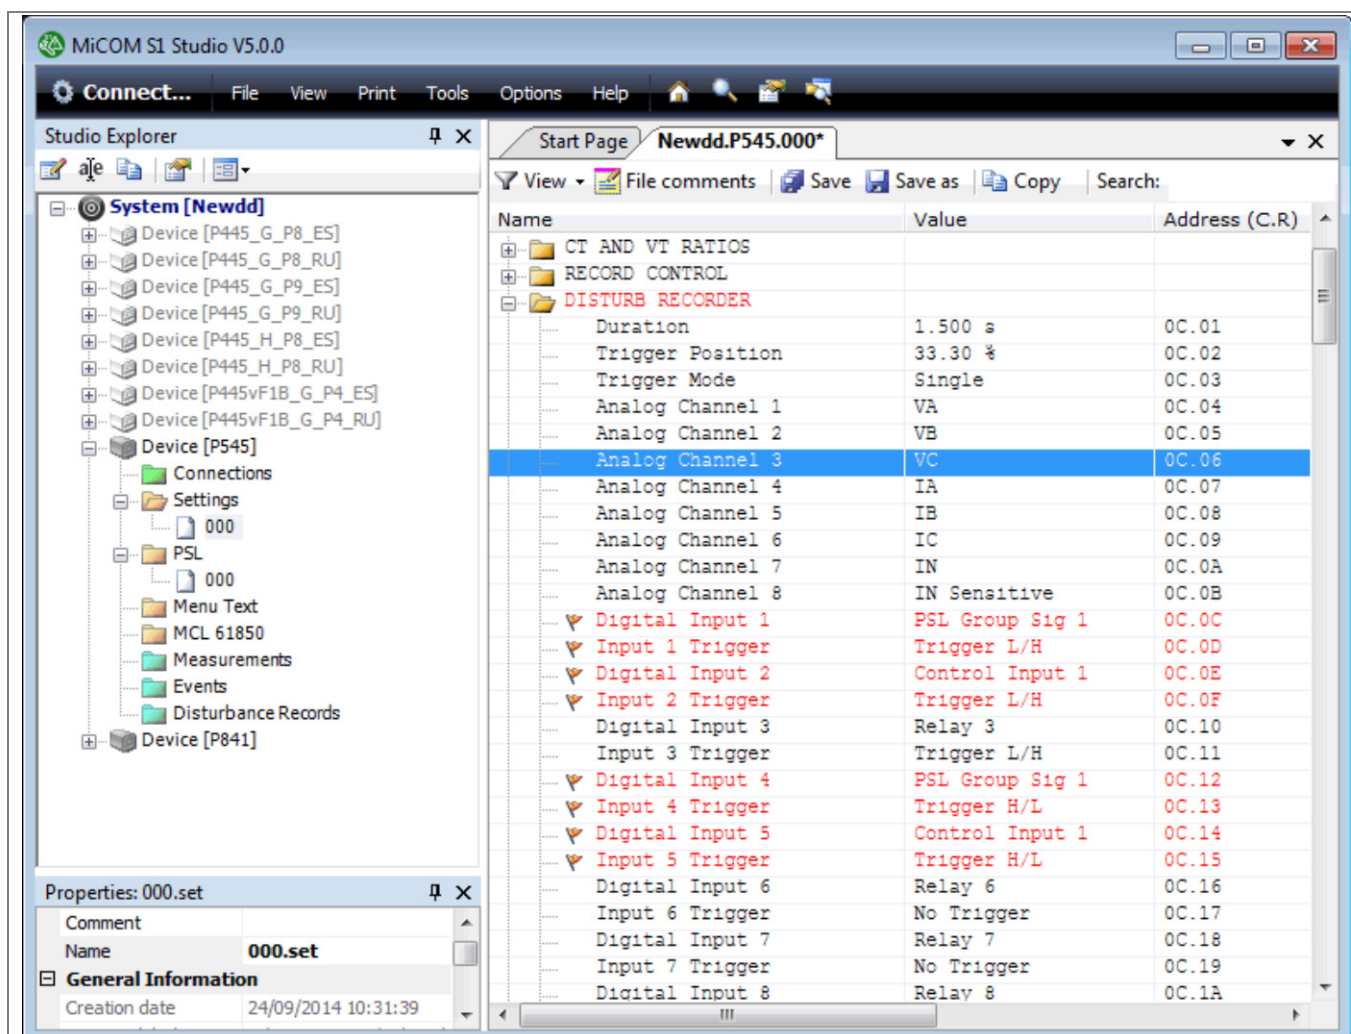 MiCOM S1 Studio V5.0.0
Connect... File View Print Tools Options Help
Studio Explorer
System [Newdd]
Device [P445_G_P8_ES]
Device [P445_G_P8_RU]
Device [P445_G_P9_ES]
Device [P445_G_P9_RU]
Device [P445_H_P8_ES]
Device [P445_H_P8_RU]
Device [P445vF1B_G_P4_ES]
Device [P445vF1B_G_P4_RU]
Device [P545]
Connections
Settings
000
PSL
000
Menu Text
MCL 61850
Measurements
Events
Disturbance Records
Device [P841]
Properties: 000.set
Comment
Name 000.set
General Information
Creation date 24/09/2014 10:31:39
Start Page Newdd.P545.000*
View File comments Save Save as Copy Search:
Name Value Address (C.R)
CT AND VT RATIOS
RECORD CONTROL
DISTURB RECORDER
Duration 1.500 s 0C.01
Trigger Position 33.30 % 0C.02
Trigger Mode Single 0C.03
Analog Channel 1 VA 0C.04
Analog Channel 2 VB 0C.05
Analog Channel 3 VC 0C.06
Analog Channel 4 IA 0C.07
Analog Channel 5 IB 0C.08
Analog Channel 6 IC 0C.09
Analog Channel 7 IN 0C.0A
Analog Channel 8 IN Sensitive 0C.0B
Digital Input 1 PSL Group Sig 1 0C.0C
Input 1 Trigger Trigger L/H 0C.0D
Digital Input 2 Control Input 1 0C.0E
Input 2 Trigger Trigger L/H 0C.0F
Digital Input 3 Relay 3 0C.10
Input 3 Trigger Trigger L/H 0C.11
Digital Input 4 PSL Group Sig 1 0C.12
Input 4 Trigger Trigger H/L 0C.13
Digital Input 5 Control Input 1 0C.14
Input 5 Trigger Trigger H/L 0C.15
Digital Input 6 Relay 6 0C.16
Input 6 Trigger No Trigger 0C.17
Digital Input 7 Relay 7 0C.18
Input 7 Trigger No Trigger 0C.19
Digital Input 8 Relay 8 0C.1A